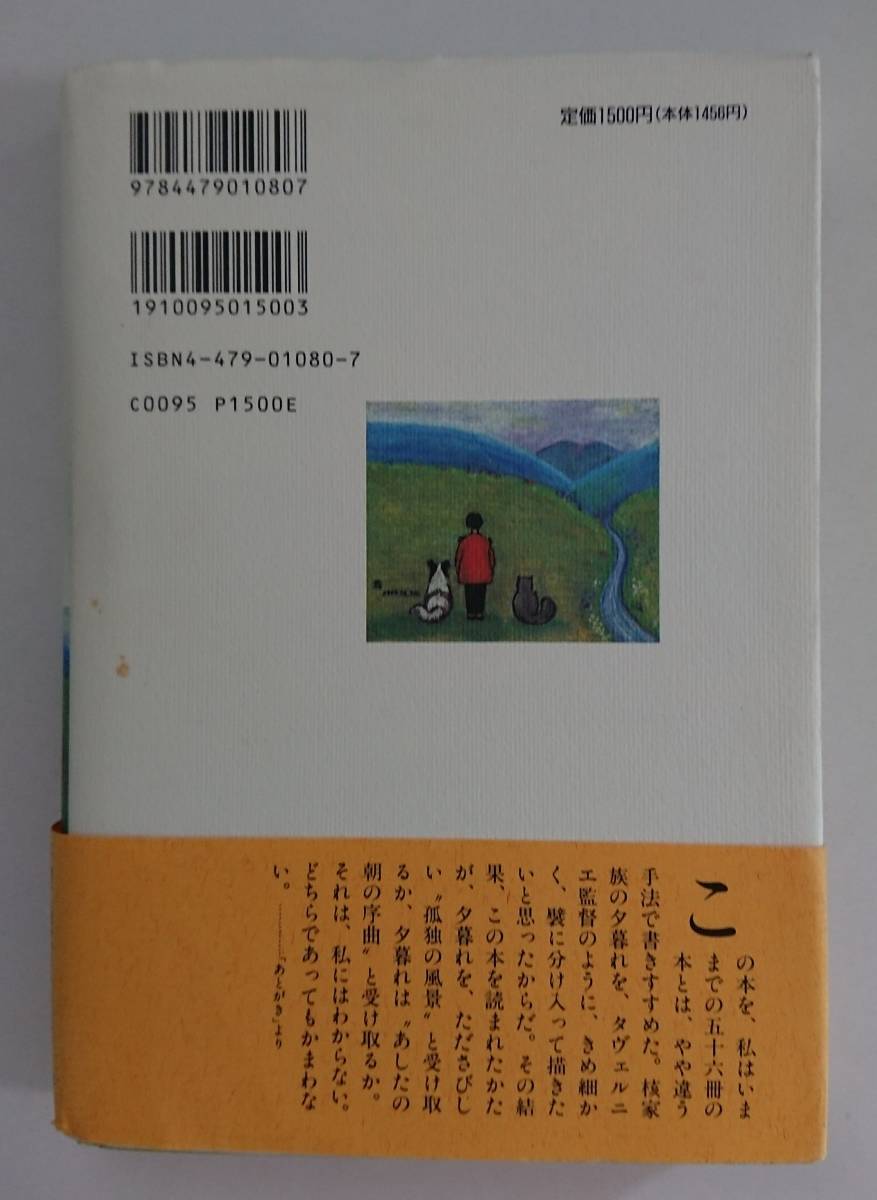 9784479010807
定価1500円(本体1456円)
1910095015003
ISBN4-479-01080-7
C0095 P1500E
この本を、私はいま
までの五十六冊の
本とは、やや違う
手法で書きすすめた。核家
族の夕暮れを、タヴェルニ
エ監督のように、きめ細か
く、襞に分け入って描きた
いと思ったからだ。その結
果、この本を読まれたかた
が、夕暮れを、たださびし
い〝孤独の風景〟と受け取
るか、夕暮れは〝あしたの
朝の序曲〟と受け取るか。
それは、私にはわからない。
どちらであってもかまわな
い。 ………「あとがき」より